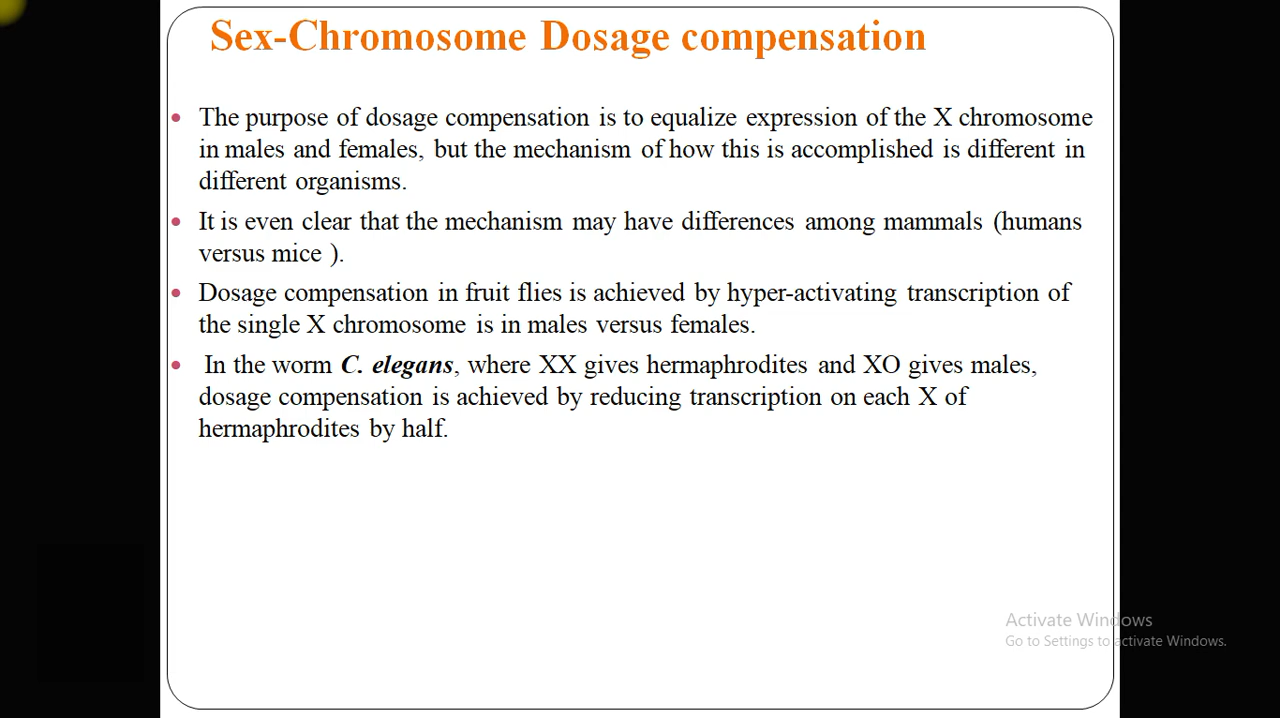 Sex-Chromosome Dosage compensation
• The purpose of dosage compensation is to equalize expression of the X chromosome
in males and females, but the mechanism of how this is accomplished is different in
different organisms.
• It is even clear that the mechanism may have differences among mammals (humans
versus mice ).
• Dosage compensation in fruit flies is achieved by hyper-activating transcription of
the single X chromosome is in males versus females.
• In the worm C. elegans, where XX gives hermaphrodites and XO gives males,
dosage compensation is achieved by reducing transcription on each X of
hermaphrodites by half.
Activate Windows
Go to Settings to activate Windows.